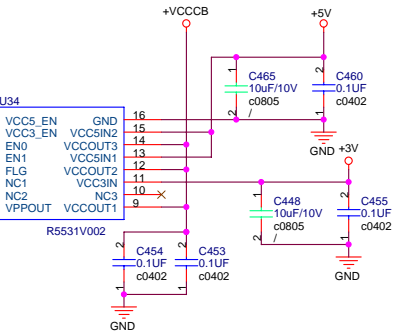 +VCCCB
+5V
U34
VCC5_EN
VCC3_EN
EN0
EN1
FLG
NC1
NC2
VPPOUT
GND 16
VCC5IN2 15
VCCOUT3 14
VCC5IN1 13
VCCOUT2 12
VCC3IN 11
NC3 10
VCCOUT1 9
R5531V002
1
C465
10uF/10V
c0805
/
2
2
C460
0.1UF
c0402
1
GND
+3V
1
C448
10uF/10V
c0805
/
2
2
C455
0.1UF
c0402
1
GND
2
C454
0.1UF
c0402
1
2
C453
0.1UF
c0402
1
GND